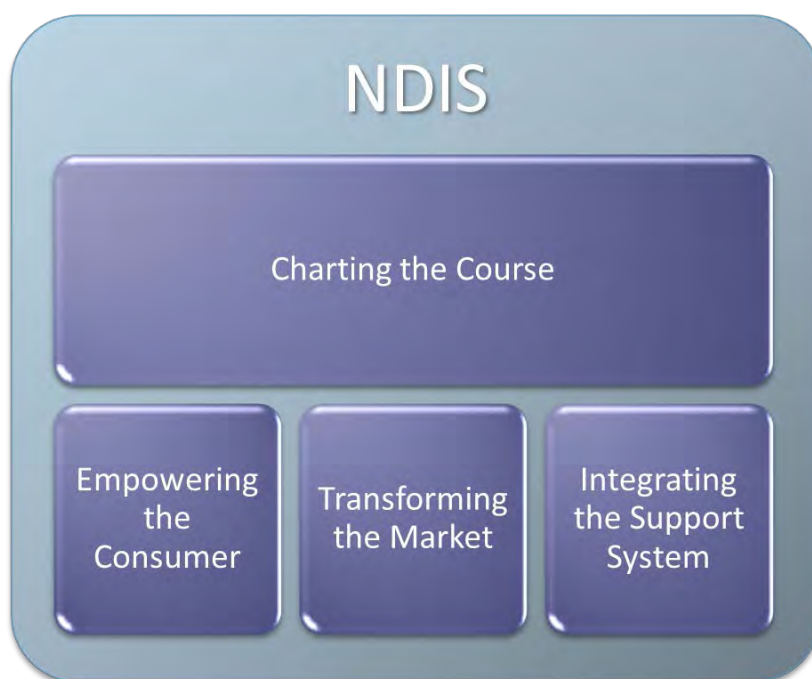 NDIS
Charting the Course
Empowering
the
Consumer
Transforming
the Market
Integrating
the Support
System